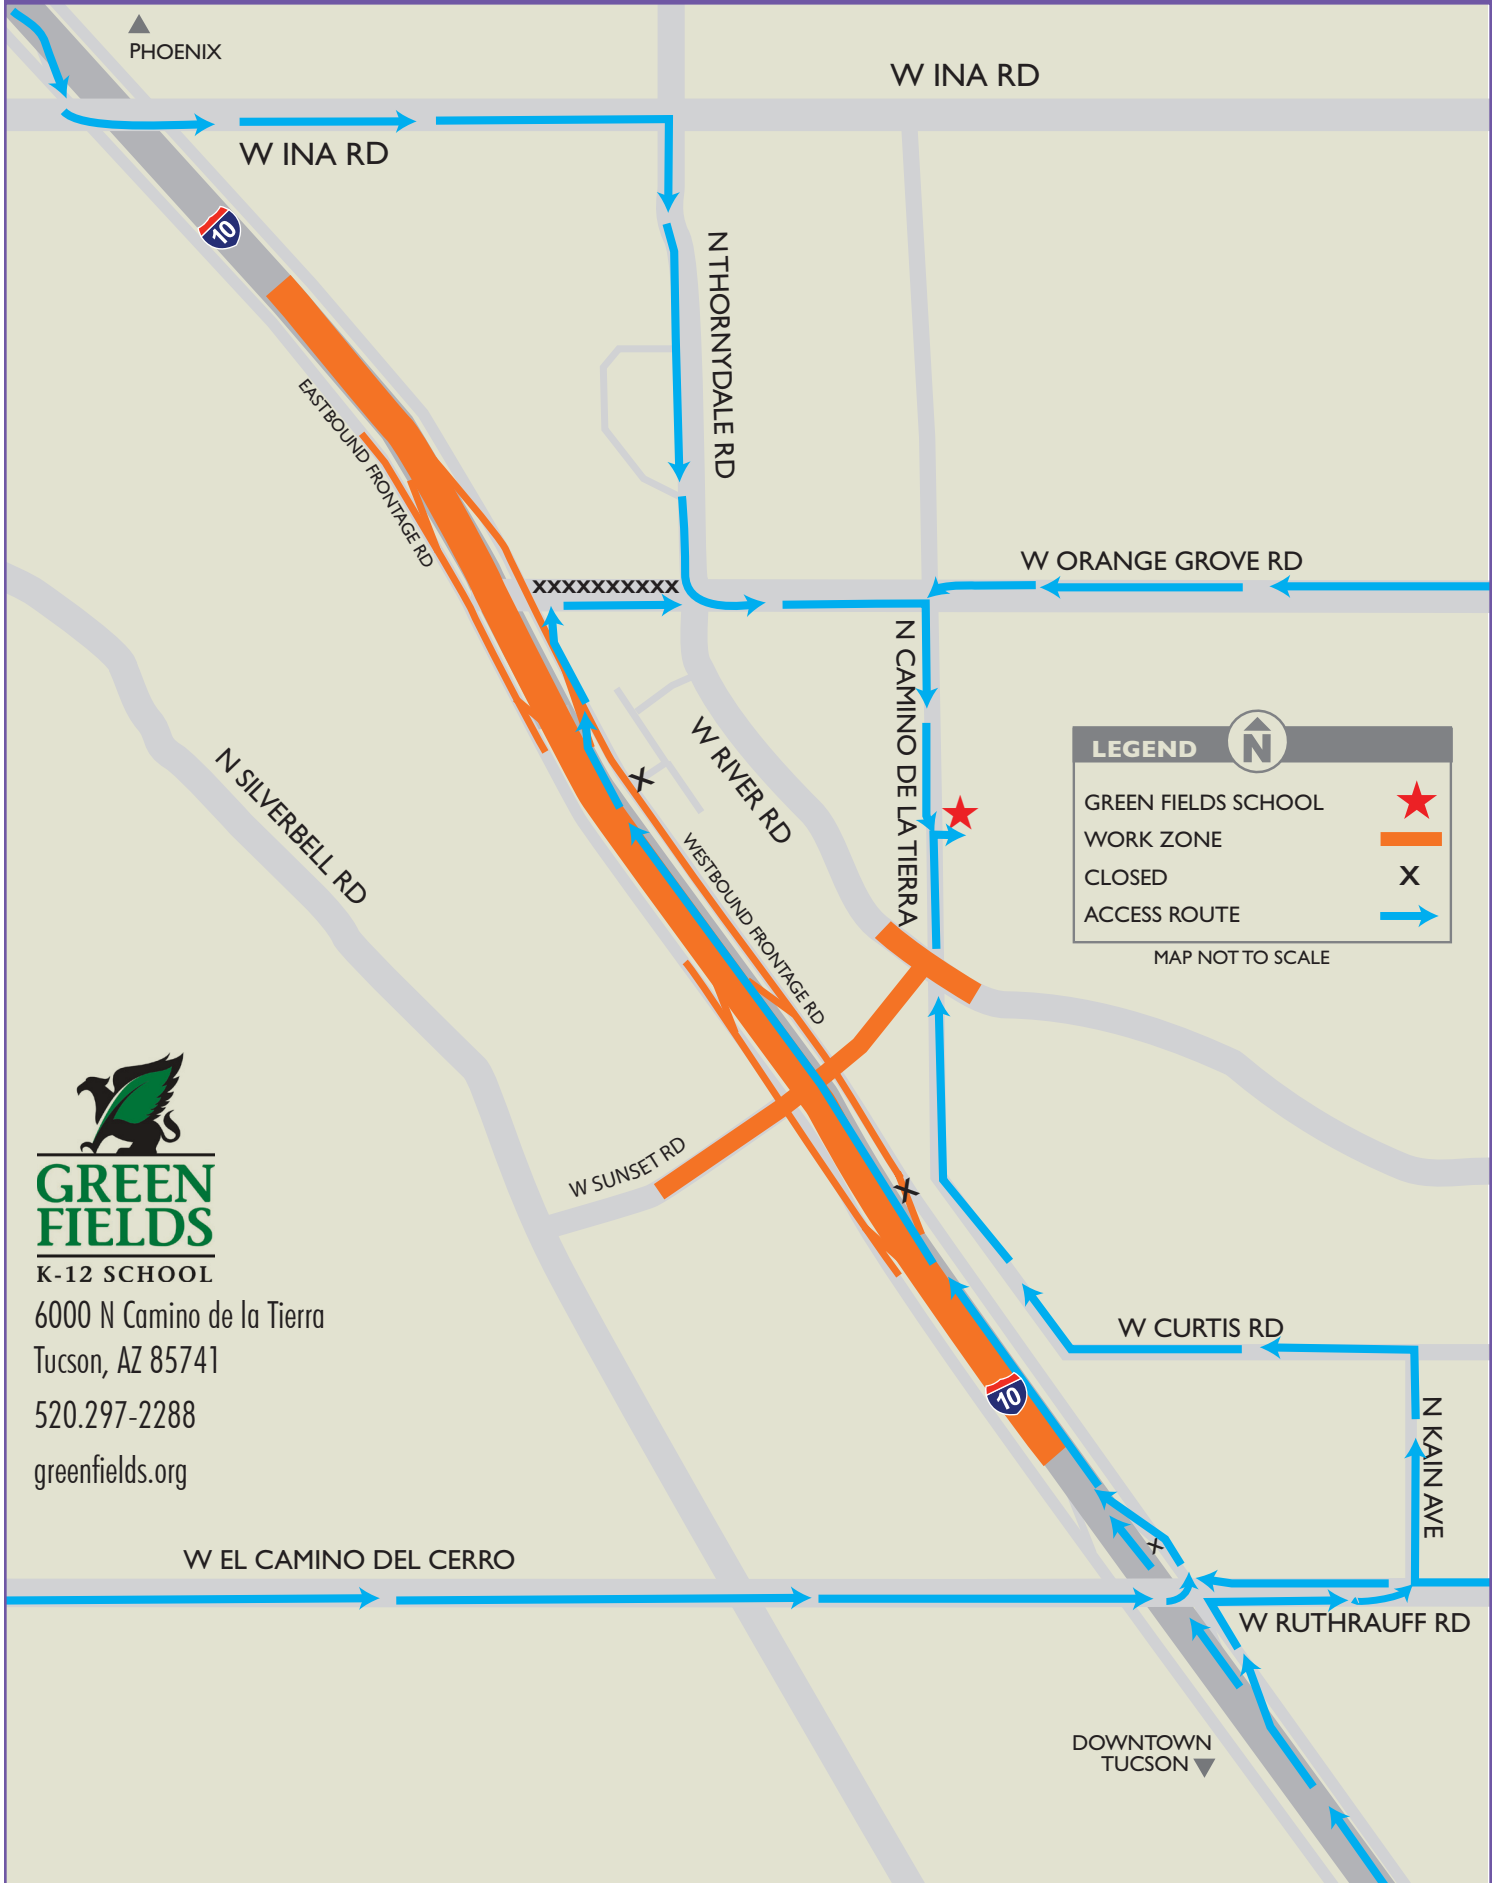 PHOENIX
W INA RD
W INA RD
10
N THORNYDALE RD
EASTBOUND FRONTAGE RD
W ORANGE GROVE RD
XXXXXXXXXX
N CAMINO DE LA TIERRA
W RIVER RD
X
N SILVERBELL RD
WESTBOUND FRONTAGE RD
LEGEND
N
GREEN FIELDS SCHOOL
WORK ZONE
CLOSED
X
ACCESS ROUTE
MAP NOT TO SCALE
W SUNSET RD
X
GREEN
FIELDS
K-12 SCHOOL
6000 N Camino de la Tierra
Tucson, AZ 85741
520.297-2288
greenfields.org
W CURTIS RD
10
N KAIN AVE
X
W EL CAMINO DEL CERRO
W RUTHRAUFF RD
DOWNTOWN
TUCSON